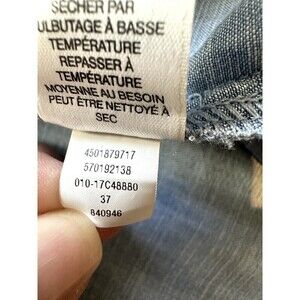 SÉCHER PAR
ULBUTAGE À BASSE
TEMPÉRATURE
REPASSER À
TEMPÉRATURE
MOYENNE AU BESOIN
PEUT ÊTRE NETTOYÉ À
SEC
4501879717
570192138
010-17C48880
37
840946